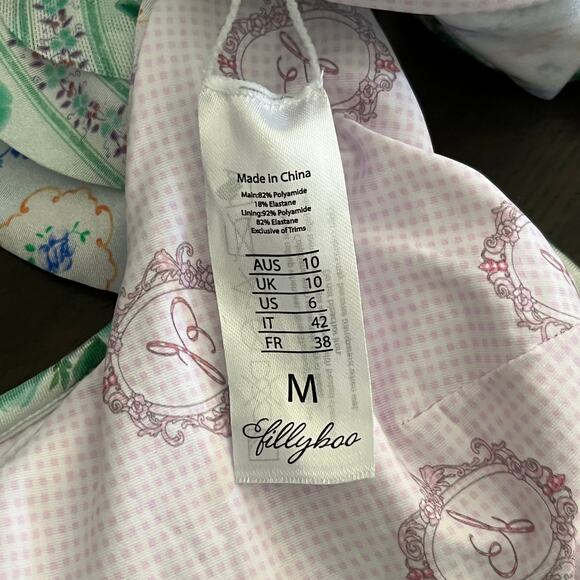 Made in China
Main:82% Polyamide
18% Elastane
Lining:92% Polyamide
82% Elastane
Exclusive of Trims
AUS 10
UK 10
US 6
IT 42
FR 38
M
fillyboo